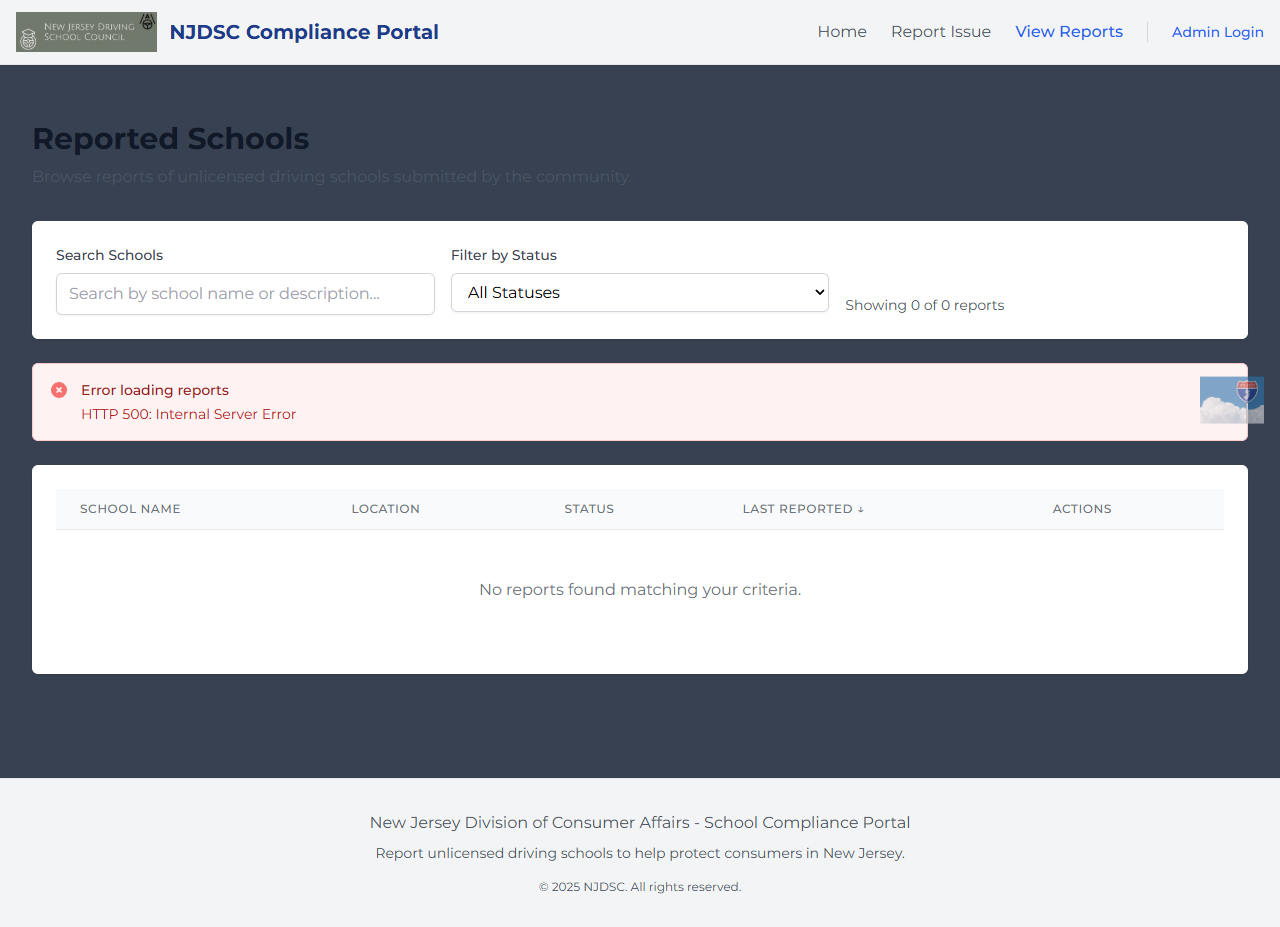 New Jersey Driving
School Council
NJDSC Compliance Portal
Home
Report Issue
View Reports
Admin Login
Reported Schools
Browse reports of unlicensed driving schools submitted by the community.
Search Schools
Filter by Status
Search by school name or description...
All Statuses
Showing 0 of 0 reports
Error loading reports
HTTP 500: Internal Server Error
SCHOOL NAME
LOCATION
STATUS
LAST REPORTED ↓
ACTIONS
No reports found matching your criteria.
New Jersey Division of Consumer Affairs - School Compliance Portal
Report unlicensed driving schools to help protect consumers in New Jersey.
© 2025 NJDSC. All rights reserved.